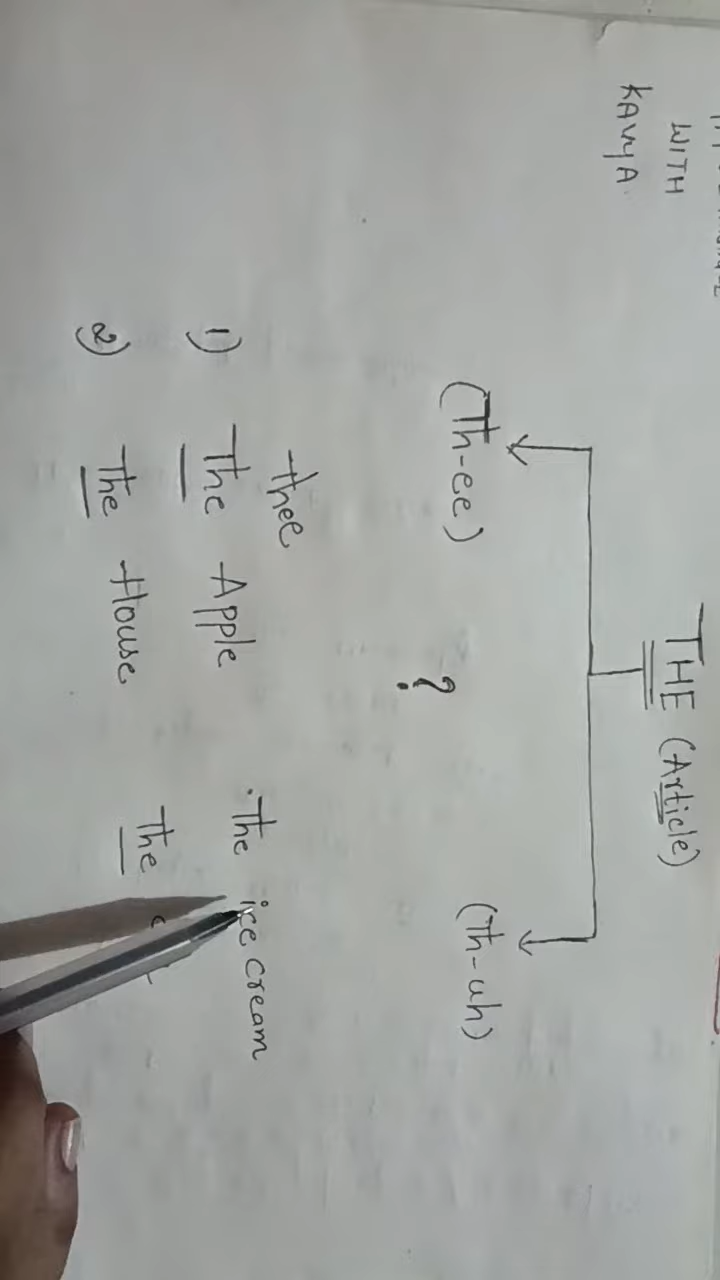 WITH
KAVYA.
THE (Article)
(Th-ee) ? (Th-uh)
thee
1) The Apple .The ice cream
2) The House The